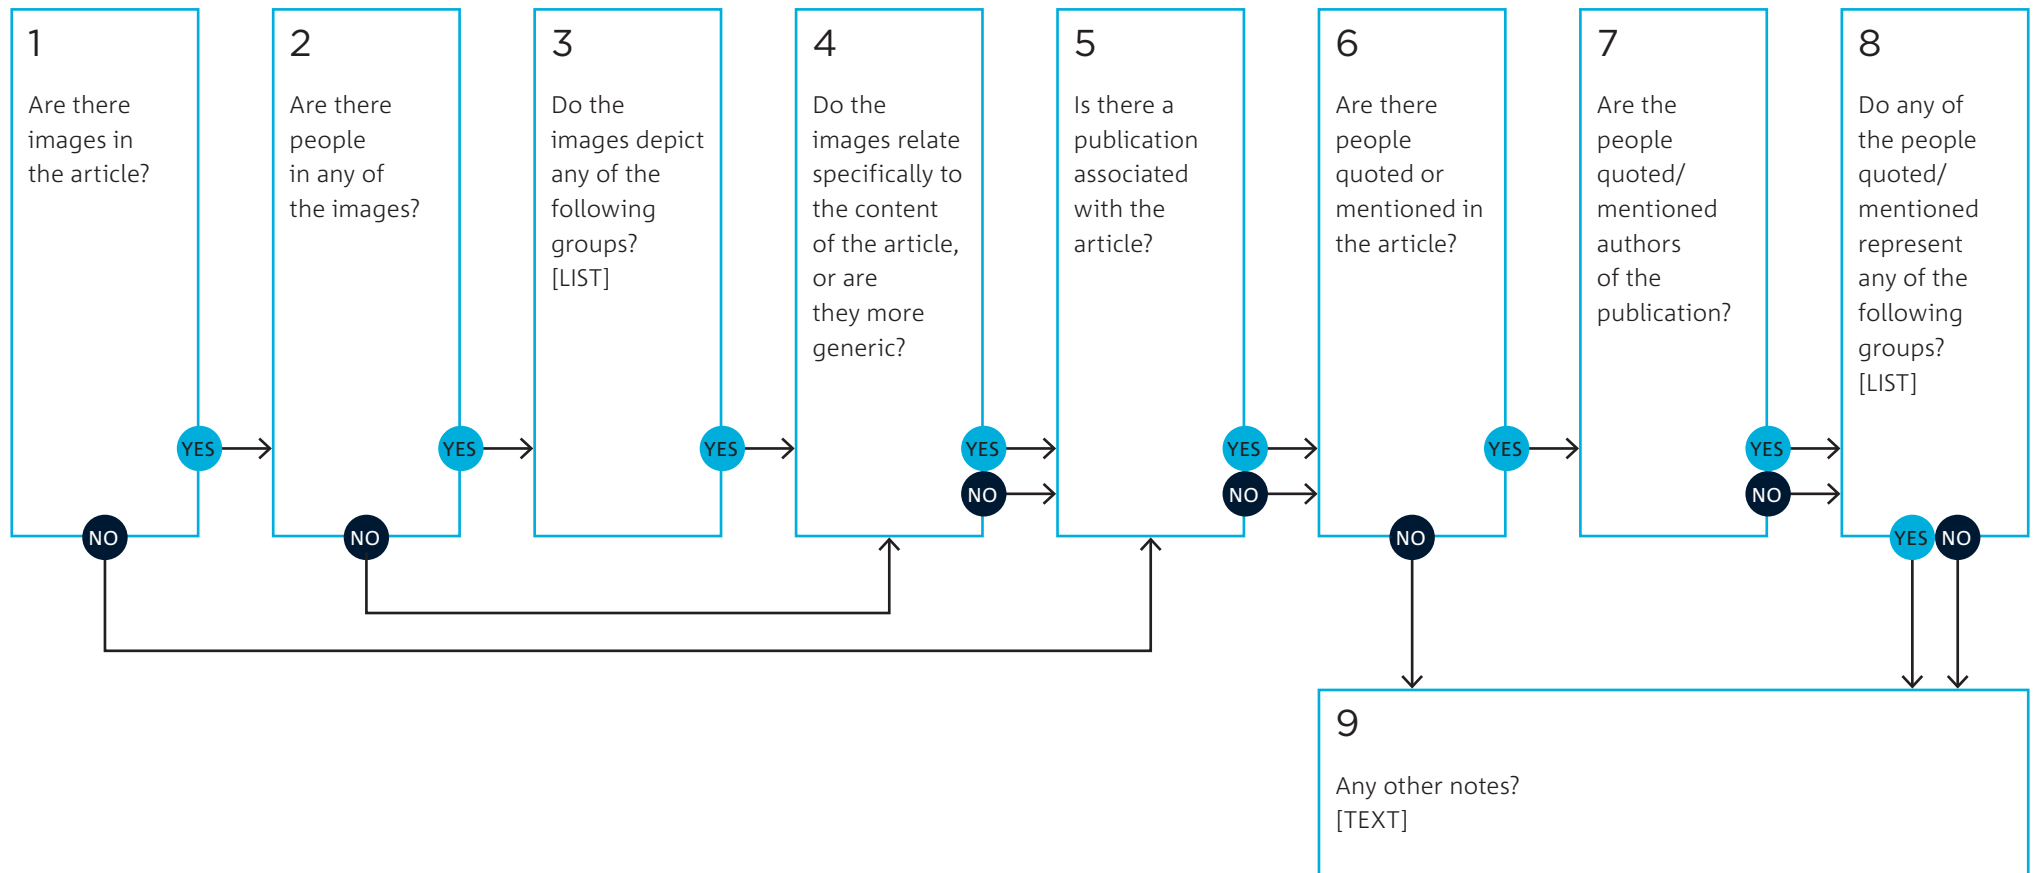 1
Are there
images in
the article?
YES
NO
2
Are there
people
in any of
the images?
YES
NO
3
Do the
images depict
any of the
following
groups?
[LIST]
YES
4
Do the
images relate
specifically to
the content
of the article,
or are
they more
generic?
YES
NO
5
Is there a
publication
associated
with the
article?
YES
NO
6
Are there
people
quoted or
mentioned in
the article?
YES
NO
7
Are the
people
quoted/
mentioned
authors
of the
publication?
YES
NO
8
Do any of
the people
quoted/
mentioned
represent
any of the
following
groups?
[LIST]
YES
NO
9
Any other notes?
[TEXT]